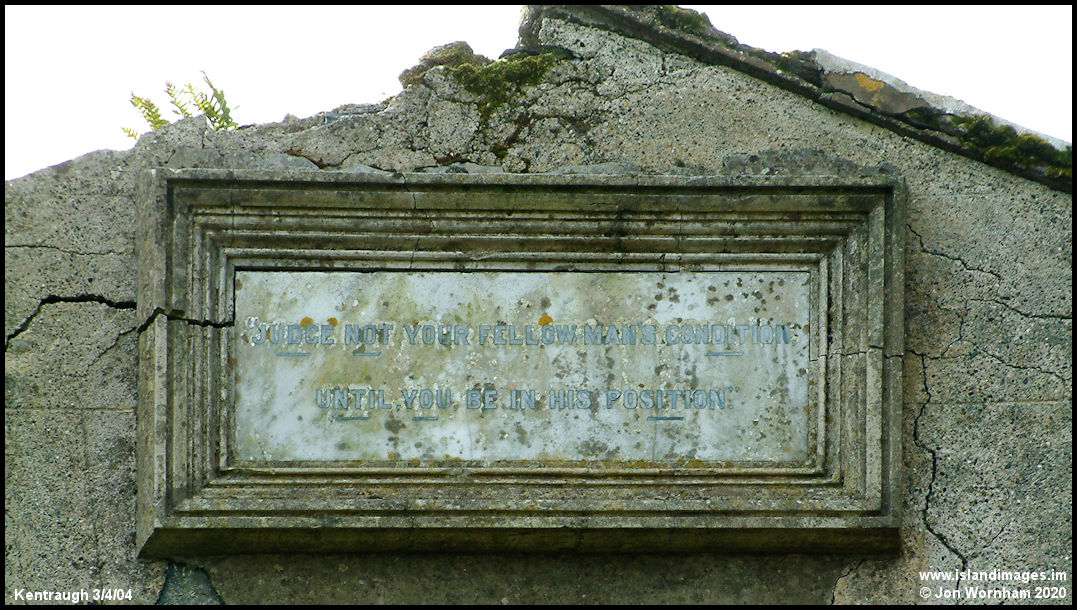 "JUDGE NOT YOUR FELLOW-MAN'S CONDITION,
UNTIL YOU BE IN HIS POSITION."
Kentraugh 3/4/04
www.islandimages.im
© Jon Wornham 2020